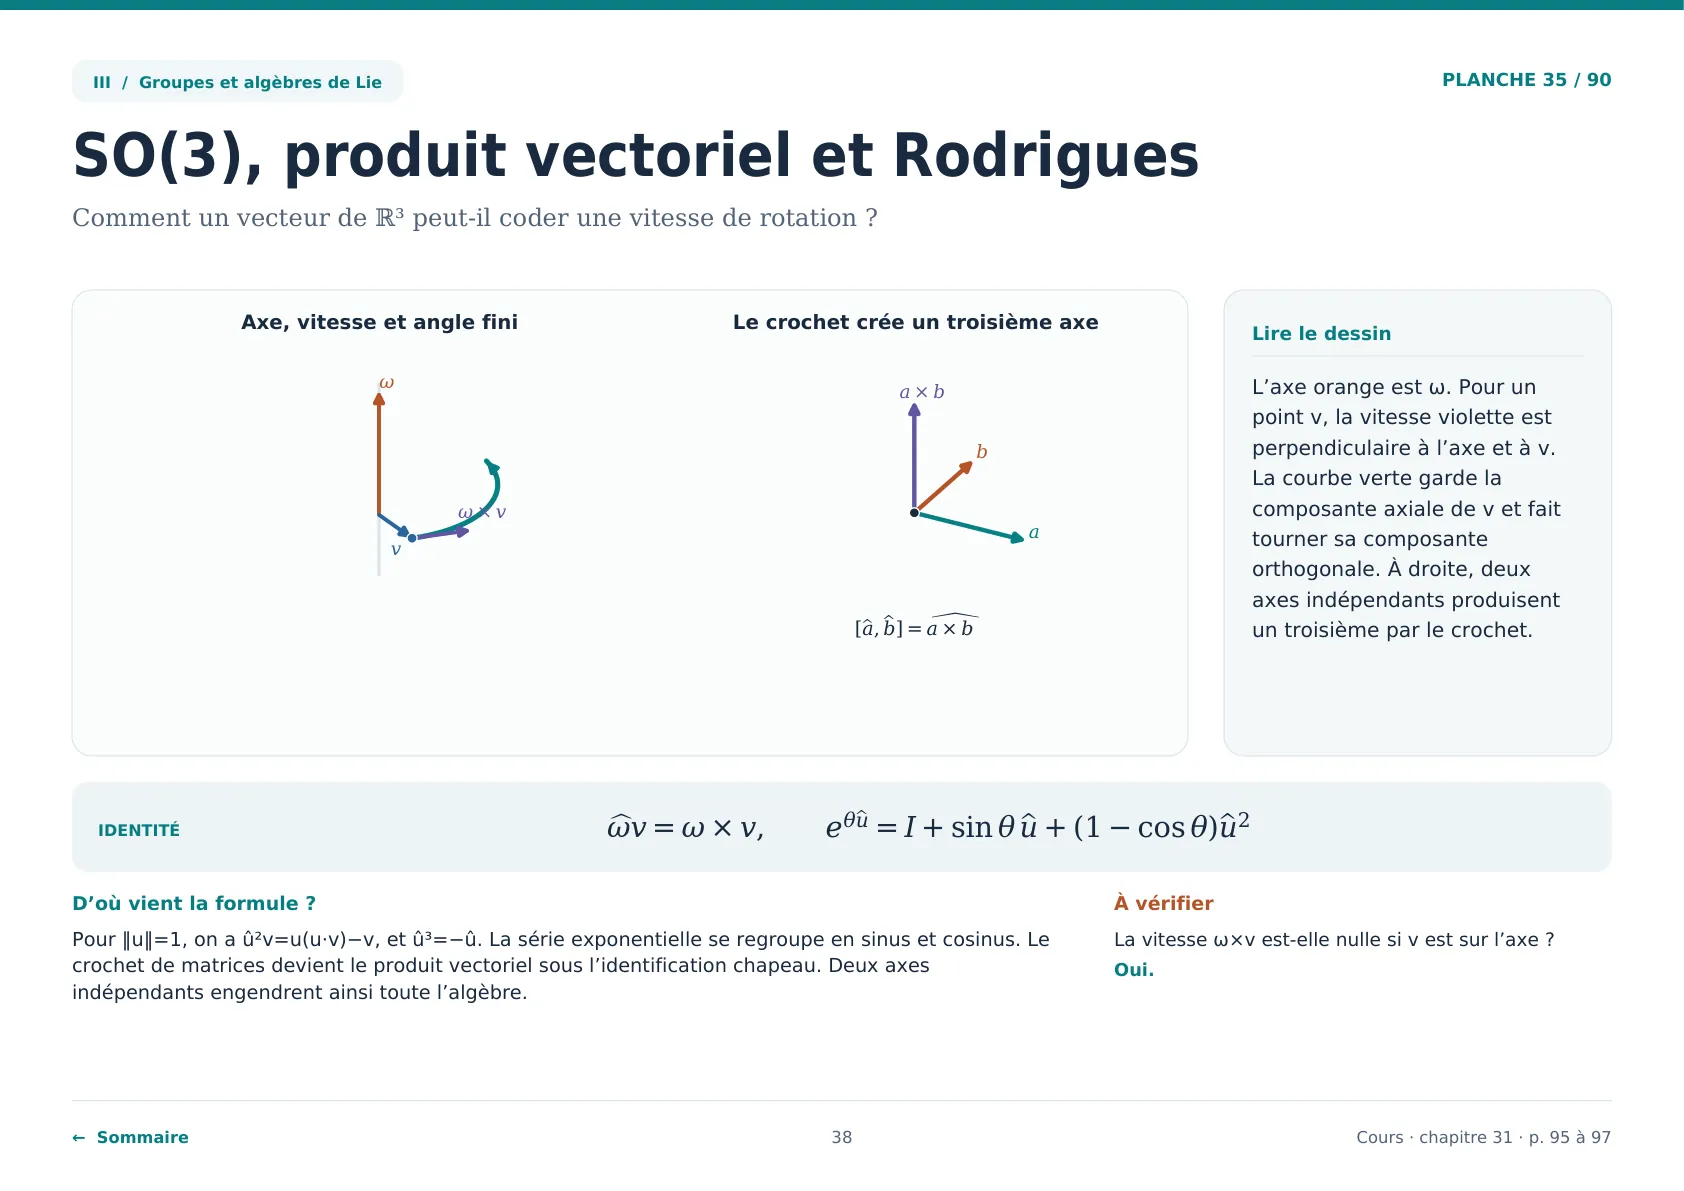 III / Groupes et algèbres de Lie
PLANCHE 35 / 90
SO(3), produit vectoriel et Rodrigues
Comment un vecteur de ℝ³ peut-il coder une vitesse de rotation ?
Axe, vitesse et angle fini
ω
ω × v
v
Le crochet crée un troisième axe
a × b
b
a
[â, b̂] = \widehat{a × b}
Lire le dessin
L’axe orange est ω. Pour un
point v, la vitesse violette est
perpendiculaire à l’axe et à v.
La courbe verte garde la
composante axiale de v et fait
tourner sa composante
orthogonale. À droite, deux
axes indépendants produisent
un troisième par le crochet.
IDENTITÉ
ω̂v = ω × v, e^{θû} = I + sin θ û + (1 − cos θ)û²
D’où vient la formule ?
Pour ‖u‖=1, on a û²v=u(u·v)−v, et û³=−û. La série exponentielle se regroupe en sinus et cosinus. Le
crochet de matrices devient le produit vectoriel sous l’identification chapeau. Deux axes
indépendants engendrent ainsi toute l’algèbre.
À vérifier
La vitesse ω×v est-elle nulle si v est sur l’axe ?
Oui.
← Sommaire
38
Cours · chapitre 31 · p. 95 à 97